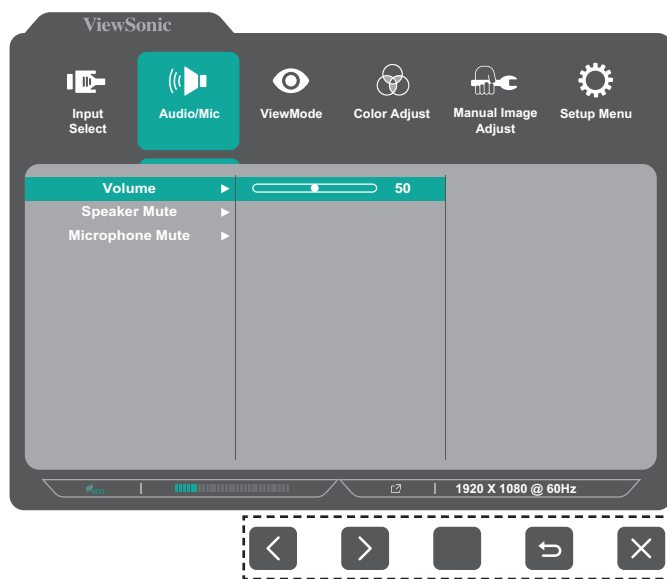 ViewSonic
Input Select
Audio/Mic
ViewMode
Color Adjust
Manual Image Adjust
Setup Menu
Volume 50
Speaker Mute
Microphone Mute
eco
1920 X 1080 @ 60Hz